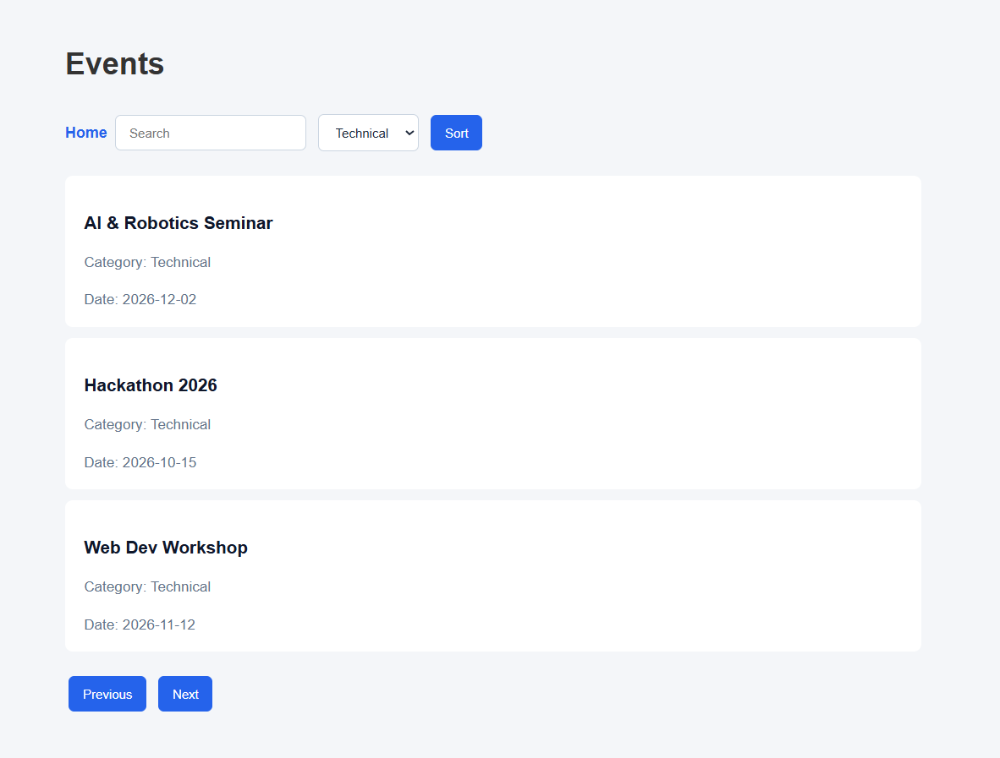 Events
Home Search Technical Sort
AI & Robotics Seminar
Category: Technical
Date: 2026-12-02
Hackathon 2026
Category: Technical
Date: 2026-10-15
Web Dev Workshop
Category: Technical
Date: 2026-11-12
Previous Next